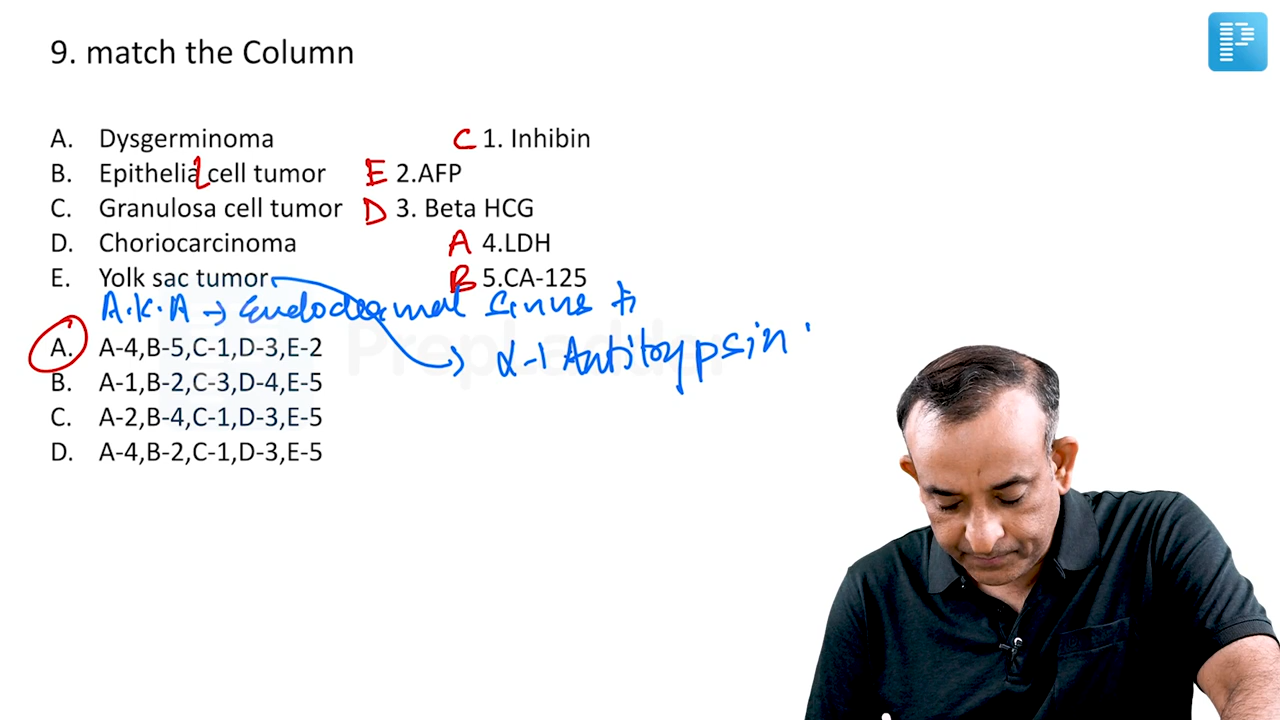 9. match the Column
A. Dysgerminoma C 1. Inhibin
B. Epithelial cell tumor E 2.AFP
C. Granulosa cell tumor D 3. Beta HCG
D. Choriocarcinoma A 4.LDH
E. Yolk sac tumor B 5.CA-125
A.K.A → Endodermal Sinus tr
A. A-4,B-5,C-1,D-3,E-2
→ α-1 Antitrypsin
B. A-1,B-2,C-3,D-4,E-5
C. A-2,B-4,C-1,D-3,E-5
D. A-4,B-2,C-1,D-3,E-5
PrepLadder